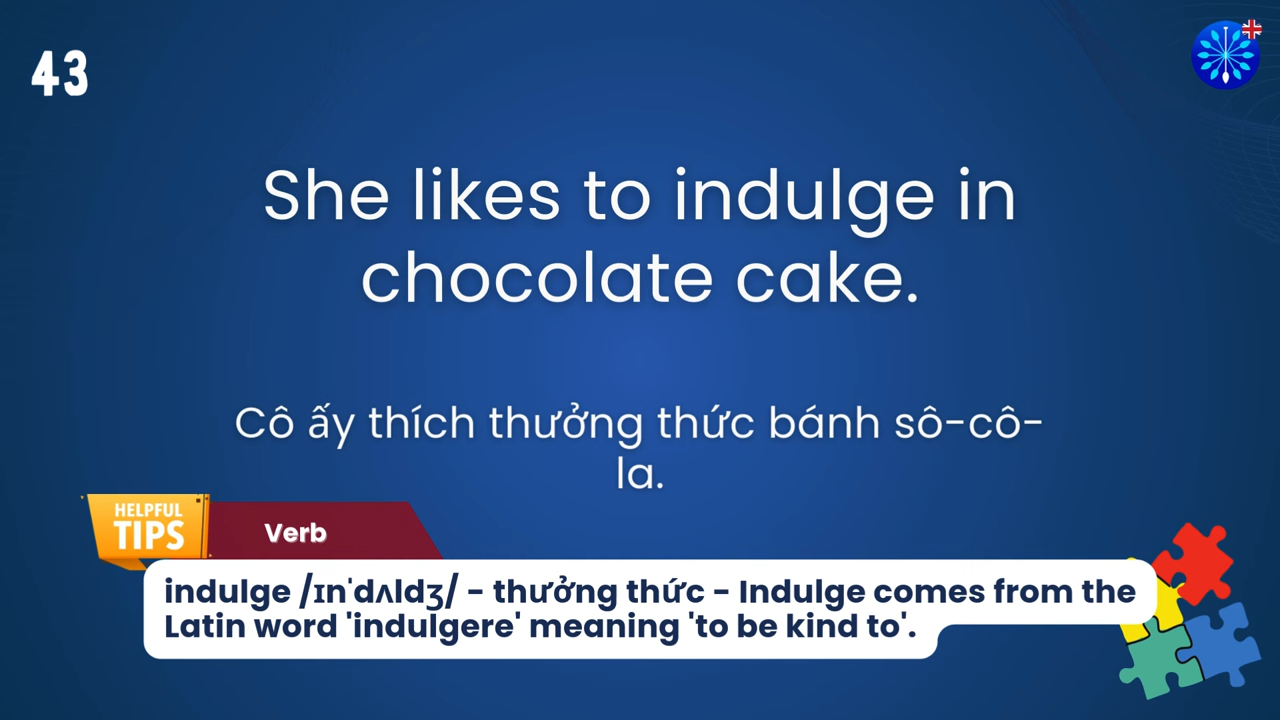 43
She likes to indulge in
chocolate cake.
Cô ấy thích thưởng thức bánh sô-cô-
la.
HELPFUL
TIPS
Verb
indulge /ɪnˈdʌldʒ/ - thưởng thức - Indulge comes from the
Latin word 'indulgere' meaning 'to be kind to'.